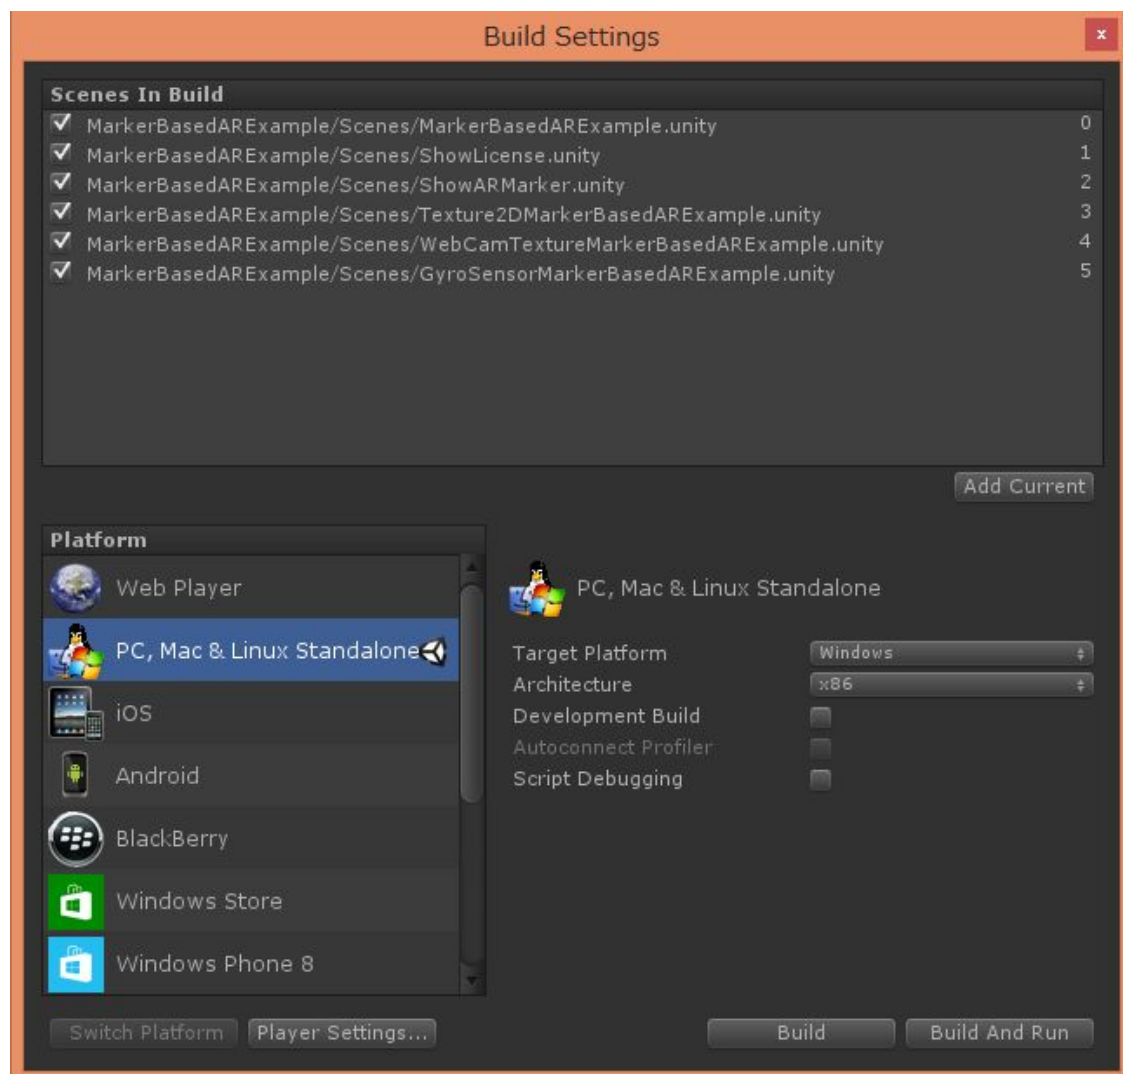 Build Settings
x
Scenes In Build
MarkerBasedARExample/Scenes/MarkerBasedARExample.unity 0
MarkerBasedARExample/Scenes/ShowLicense.unity 1
MarkerBasedARExample/Scenes/ShowARMarker.unity 2
MarkerBasedARExample/Scenes/Texture2DMarkerBasedARExample.unity 3
MarkerBasedARExample/Scenes/WebCamTextureMarkerBasedARExample.unity 4
MarkerBasedARExample/Scenes/GyroSensorMarkerBasedARExample.unity 5
Add Current
Platform
Web Player
PC, Mac & Linux Standalone
iOS
Android
BlackBerry
Windows Store
Windows Phone 8
PC, Mac & Linux Standalone
Target Platform Windows
Architecture x86
Development Build
Autoconnect Profiler
Script Debugging
Switch Platform Player Settings... Build Build And Run